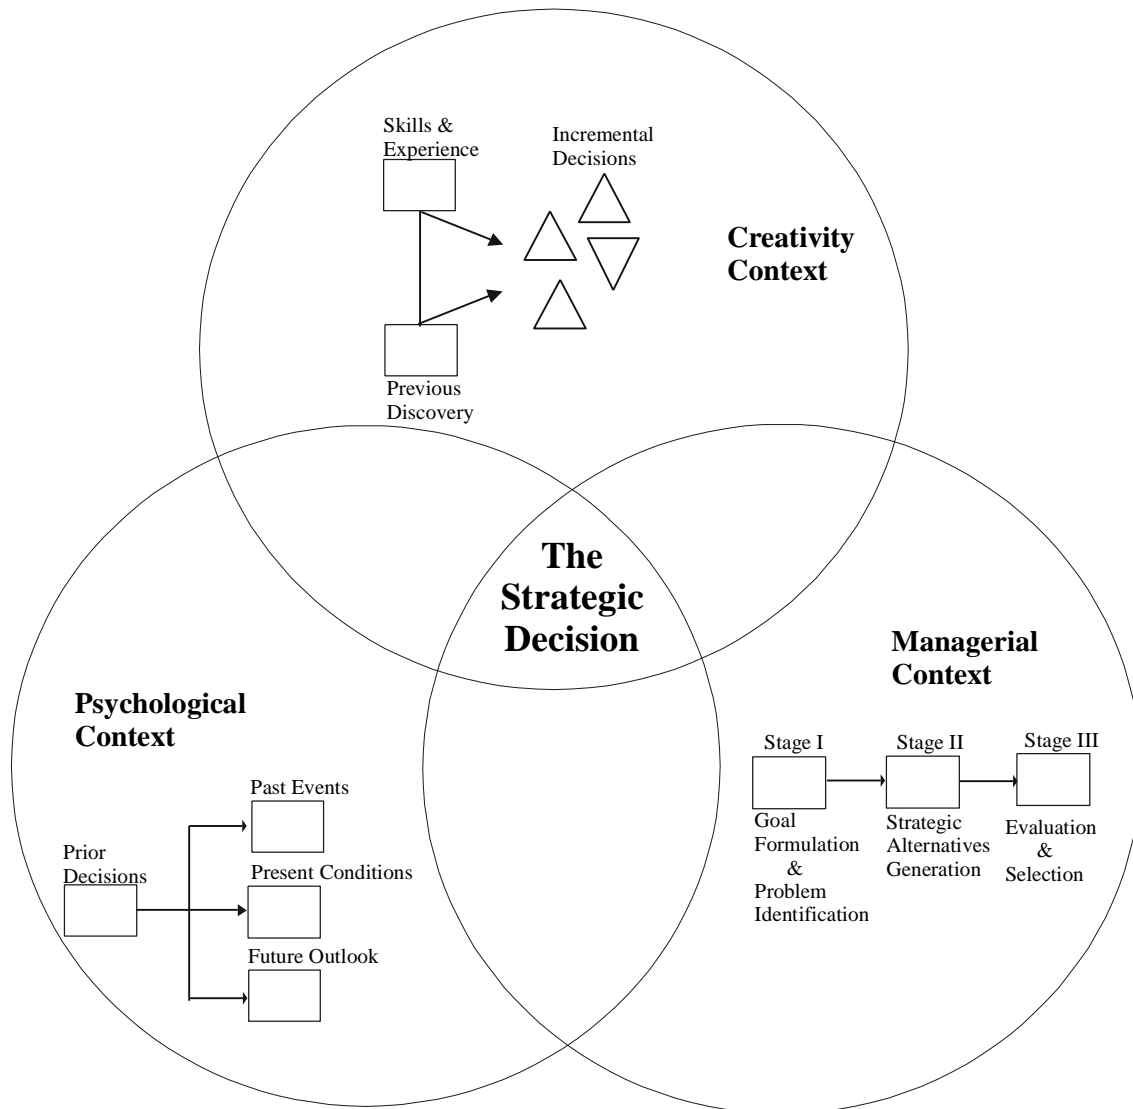 Skills &
Experience
Incremental
Decisions
Creativity
Context
Previous
Discovery
The
Strategic
Decision
Managerial
Context
Psychological
Context
Stage I
Stage II
Stage III
Goal
Formulation
&
Problem
Identification
Strategic
Alternatives
Generation
Evaluation
&
Selection
Past Events
Prior
Decisions
Present Conditions
Future Outlook